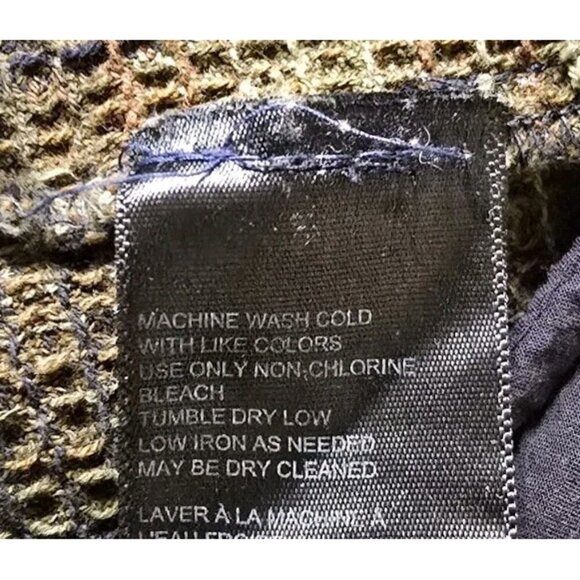 MACHINE WASH COLD
WITH LIKE COLORS
USE ONLY NON-CHLORINE
BLEACH
TUMBLE DRY LOW
LOW IRON AS NEEDED
MAY BE DRY CLEANED
LAVER À LA MACHINE À
L'EAU